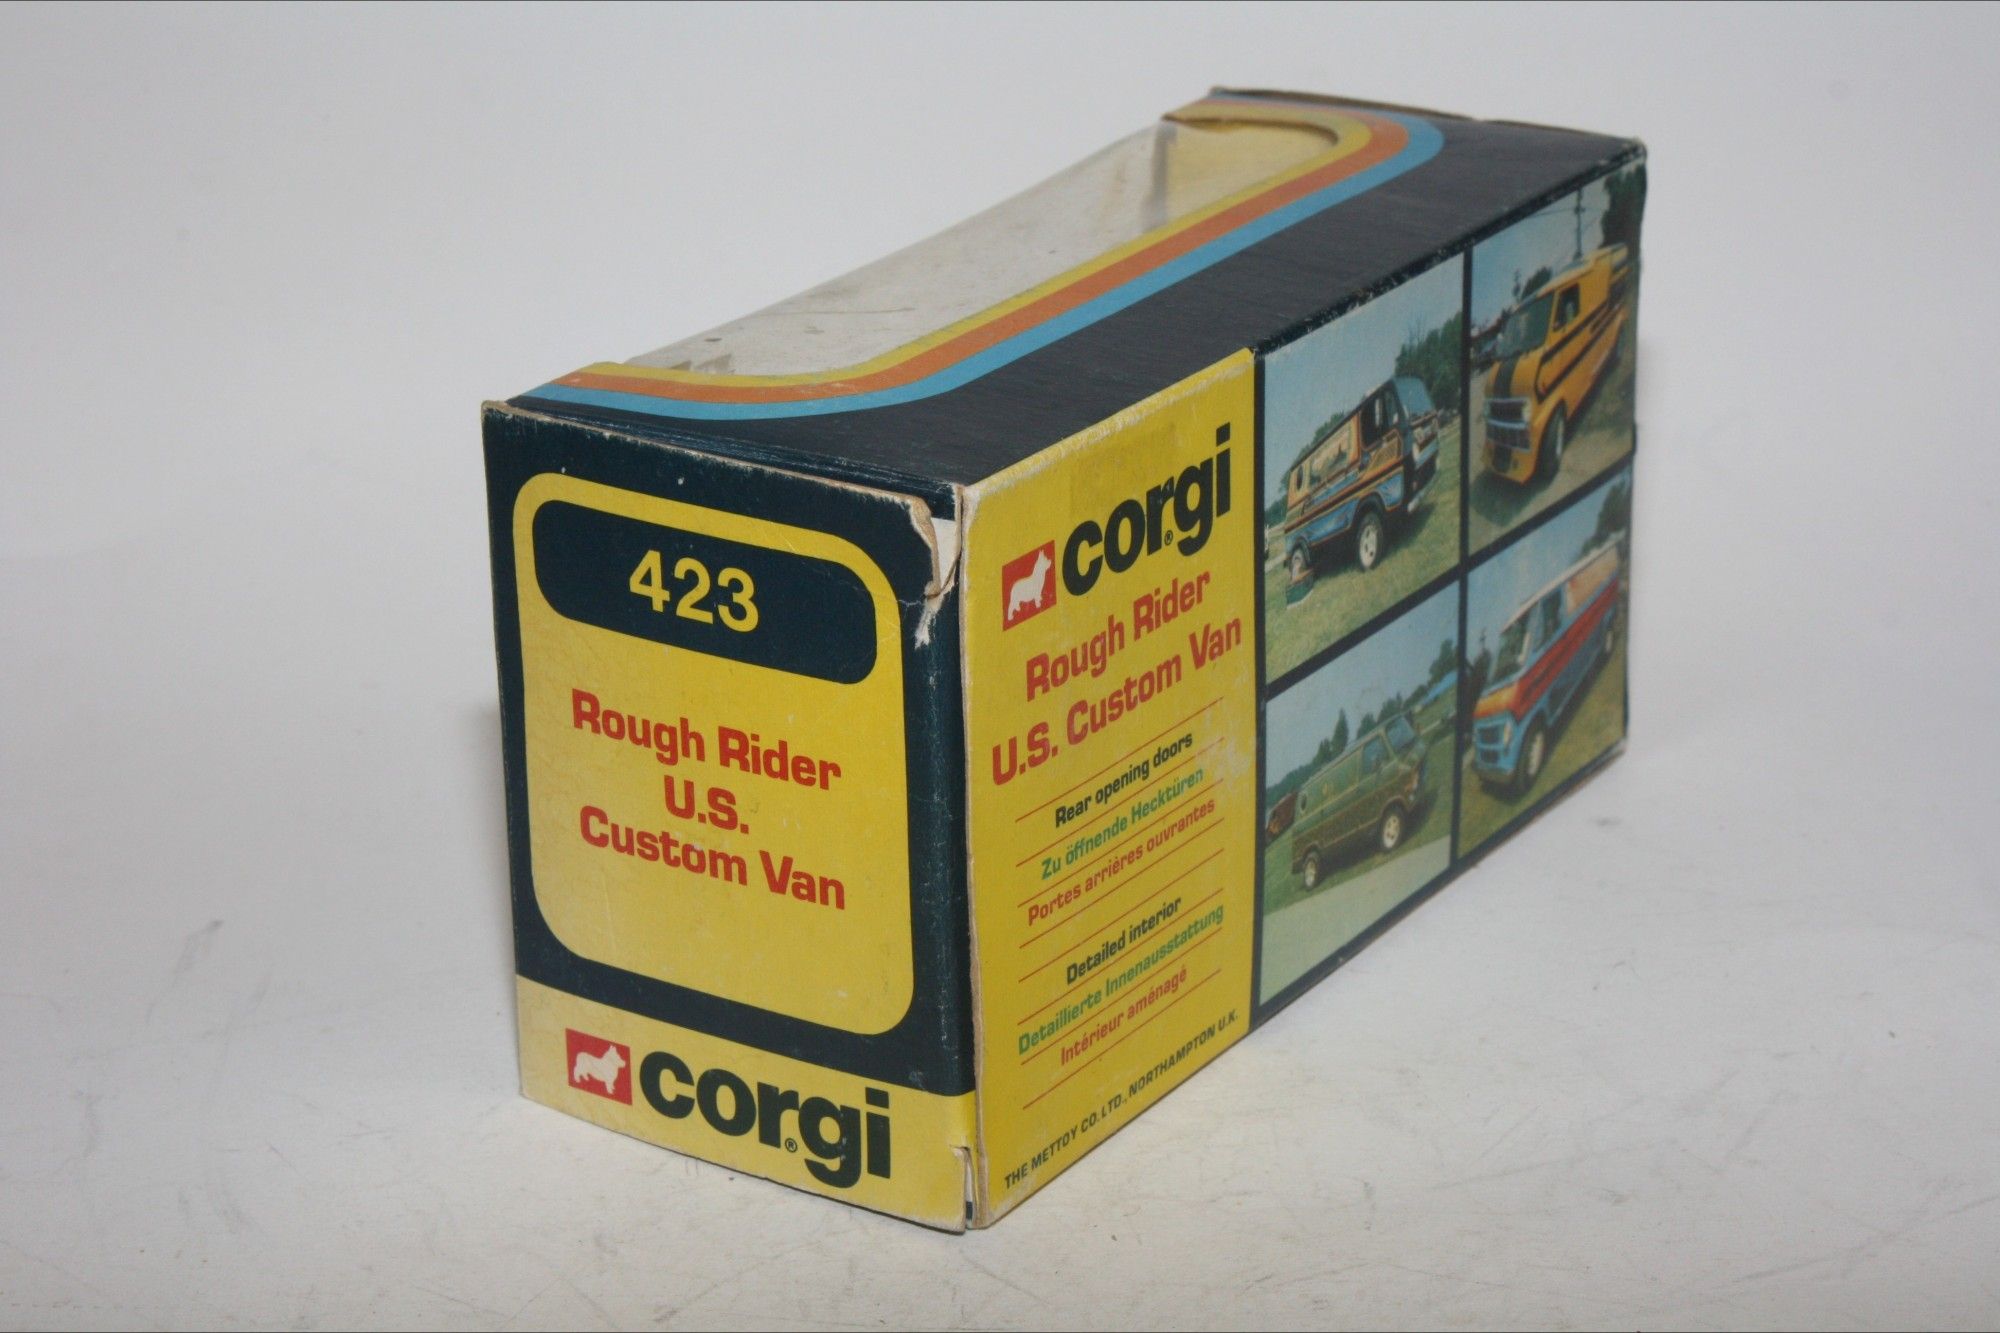 423
Rough Rider
U.S.
Custom Van
corgi®
corgi®
Rough Rider
U.S. Custom Van
Rear opening doors
Zu öffnende Hecktüren
Portes arrières ouvrantes
Detailed interior
Detaillierte Innenausstattung
Intérieur aménagé
THE METTOY CO. LTD., NORTHAMPTON U.K.